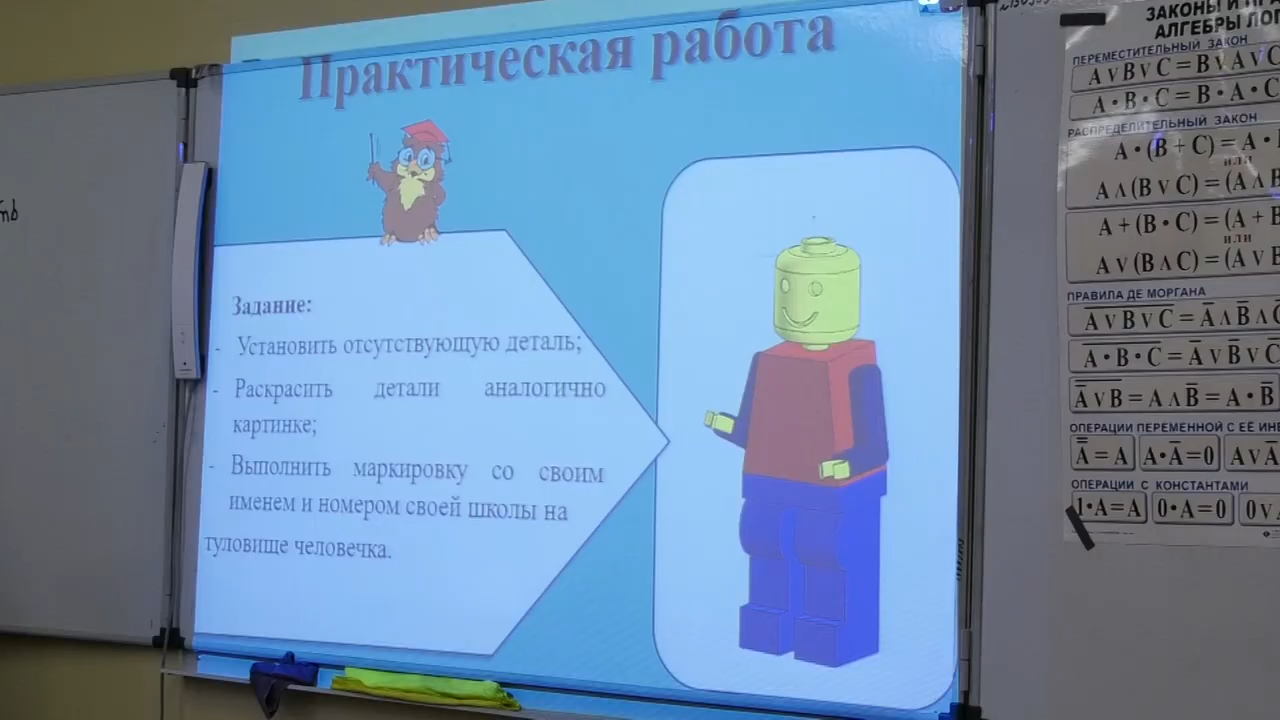 Практическая работа
Задание:
- Установить отсутствующую деталь;
- Раскрасить детали аналогично
картинке;
- Выполнить маркировку со своим
именем и номером своей школы на
туловище человечка.
ЗАКОНЫ И
АЛГЕБРЫ
ПЕРЕМЕСТИТЕЛЬНЫЙ ЗАКОН
A∨B∨C=B∨A∨C
A•B•C=B•A•C
РАСПРЕДЕЛИТЕЛЬНЫЙ ЗАКОН
A•(B+C)=A•
или
A∧(B∨C)=(A∧B
A+(B•C)=(A+B
или
A∨(B∧C)=(A∨B
ПРАВИЛА ДЕ МОРГАНА
A̅∨̅B̅∨̅C̅=A̅∧B̅∧C̅
A̅•̅B̅•̅C̅=A̅∨B̅∨C̅
A̅∨B̅=A∧B=A•B̅
ОПЕРАЦИИ ПЕРЕМЕННОЙ С ЕЁ ИНВ
A̿=A A•A̅=0 A∨A̅
ОПЕРАЦИИ С КОНСТАНТАМИ
1•A=A 0•A=0 0∨